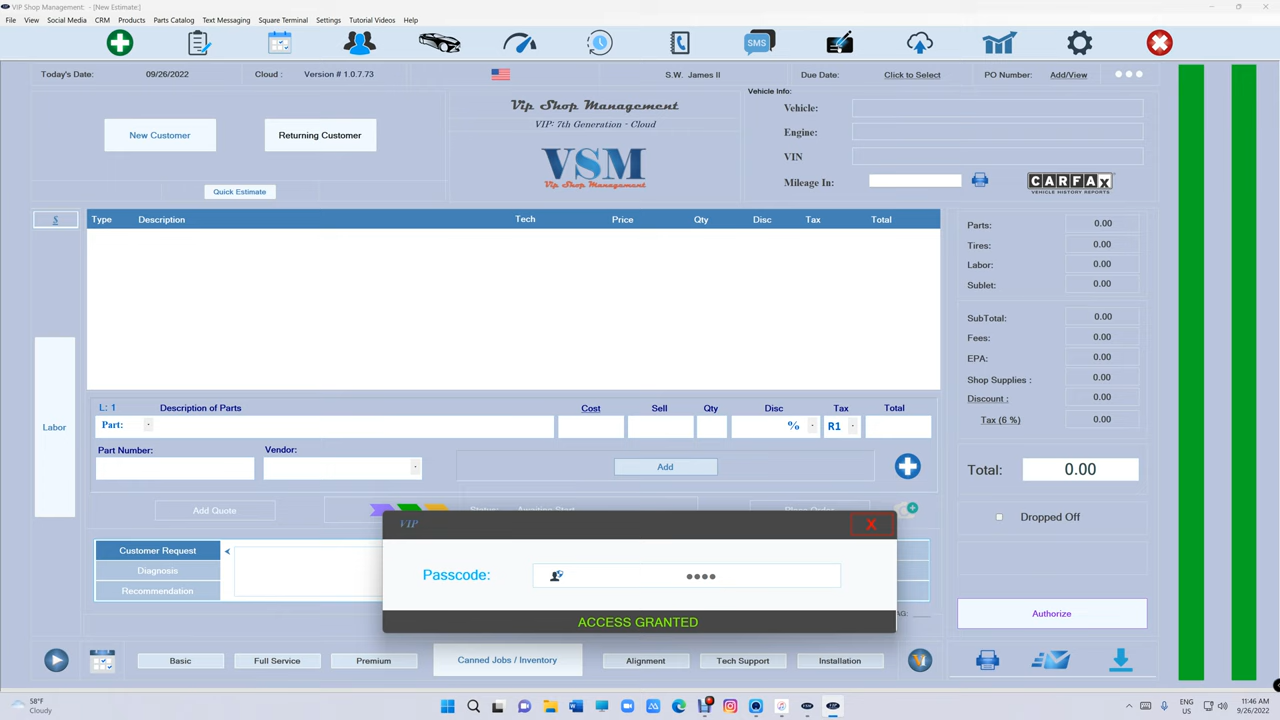 VIP Shop Management: - [New Estimate:]
File View Social Media CRM Products Parts Catalog Text Messaging Square Terminal Settings Tutorial Videos Help
SMS
Today's Date: 09/26/2022 Cloud : Version # 1.0.7.73 S.W. James II Due Date: Click to Select PO Number: Add/View
New Customer
Returning Customer
Quick Estimate
Vip Shop Management
VIP: 7th Generation - Cloud
VSM
Vip Shop Management
Vehicle Info:
Vehicle:
Engine:
VIN
Mileage In:
CARFAX
VEHICLE HISTORY REPORTS
$ Type Description Tech Price Qty Disc Tax Total
Labor
Parts: 0.00
Tires: 0.00
Labor: 0.00
Sublet: 0.00
SubTotal: 0.00
Fees: 0.00
EPA: 0.00
Shop Supplies : 0.00
Discount : 0.00
Tax (6 %) 0.00
Total: 0.00
L: 1 Description of Parts Cost Sell Qty Disc Tax Total
Part: % R1
Part Number: Vendor:
Add
Add Quote Status: Awaiting Start
Dropped Off
VIP X
Passcode: ●●●●
ACCESS GRANTED
Customer Request
Diagnosis
Recommendation
Authorize
Basic Full Service Premium Canned Jobs / Inventory Alignment Tech Support Installation
58°F
Cloudy
ENG
US
11:46 AM
9/26/2022